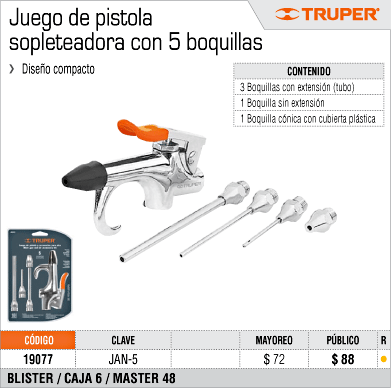 Juego de pistola
sopleteadora con 5 boquillas
TRUPER®
› Diseño compacto
CONTENIDO
3 Boquillas con extensión (tubo)
1 Boquilla sin extensión
1 Boquilla cónica con cubierta plástica
TRUPER
TRUPER
CÓDIGO CLAVE MAYOREO PÚBLICO R
19077 JAN-5 $ 72 $ 88
BLISTER / CAJA 6 / MASTER 48